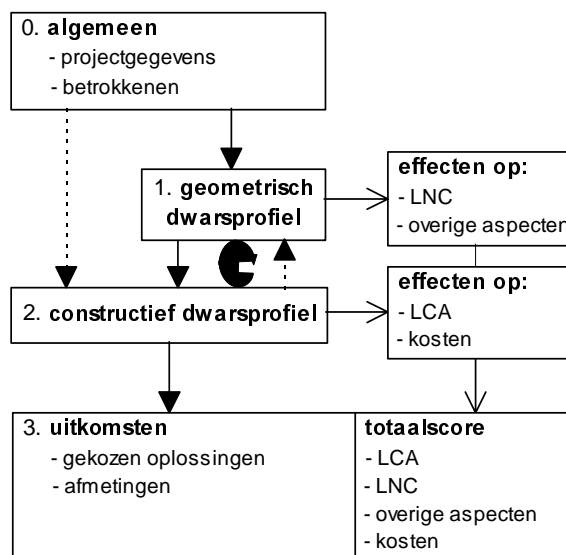 0. algemeen
- projectgegevens
- betrokkenen
1. geometrisch
dwarsprofiel
effecten op:
- LNC
- overige aspecten
2. constructief dwarsprofiel
effecten op:
- LCA
- kosten
3. uitkomsten
- gekozen oplossingen
- afmetingen
totaalscore
- LCA
- LNC
- overige aspecten
- kosten